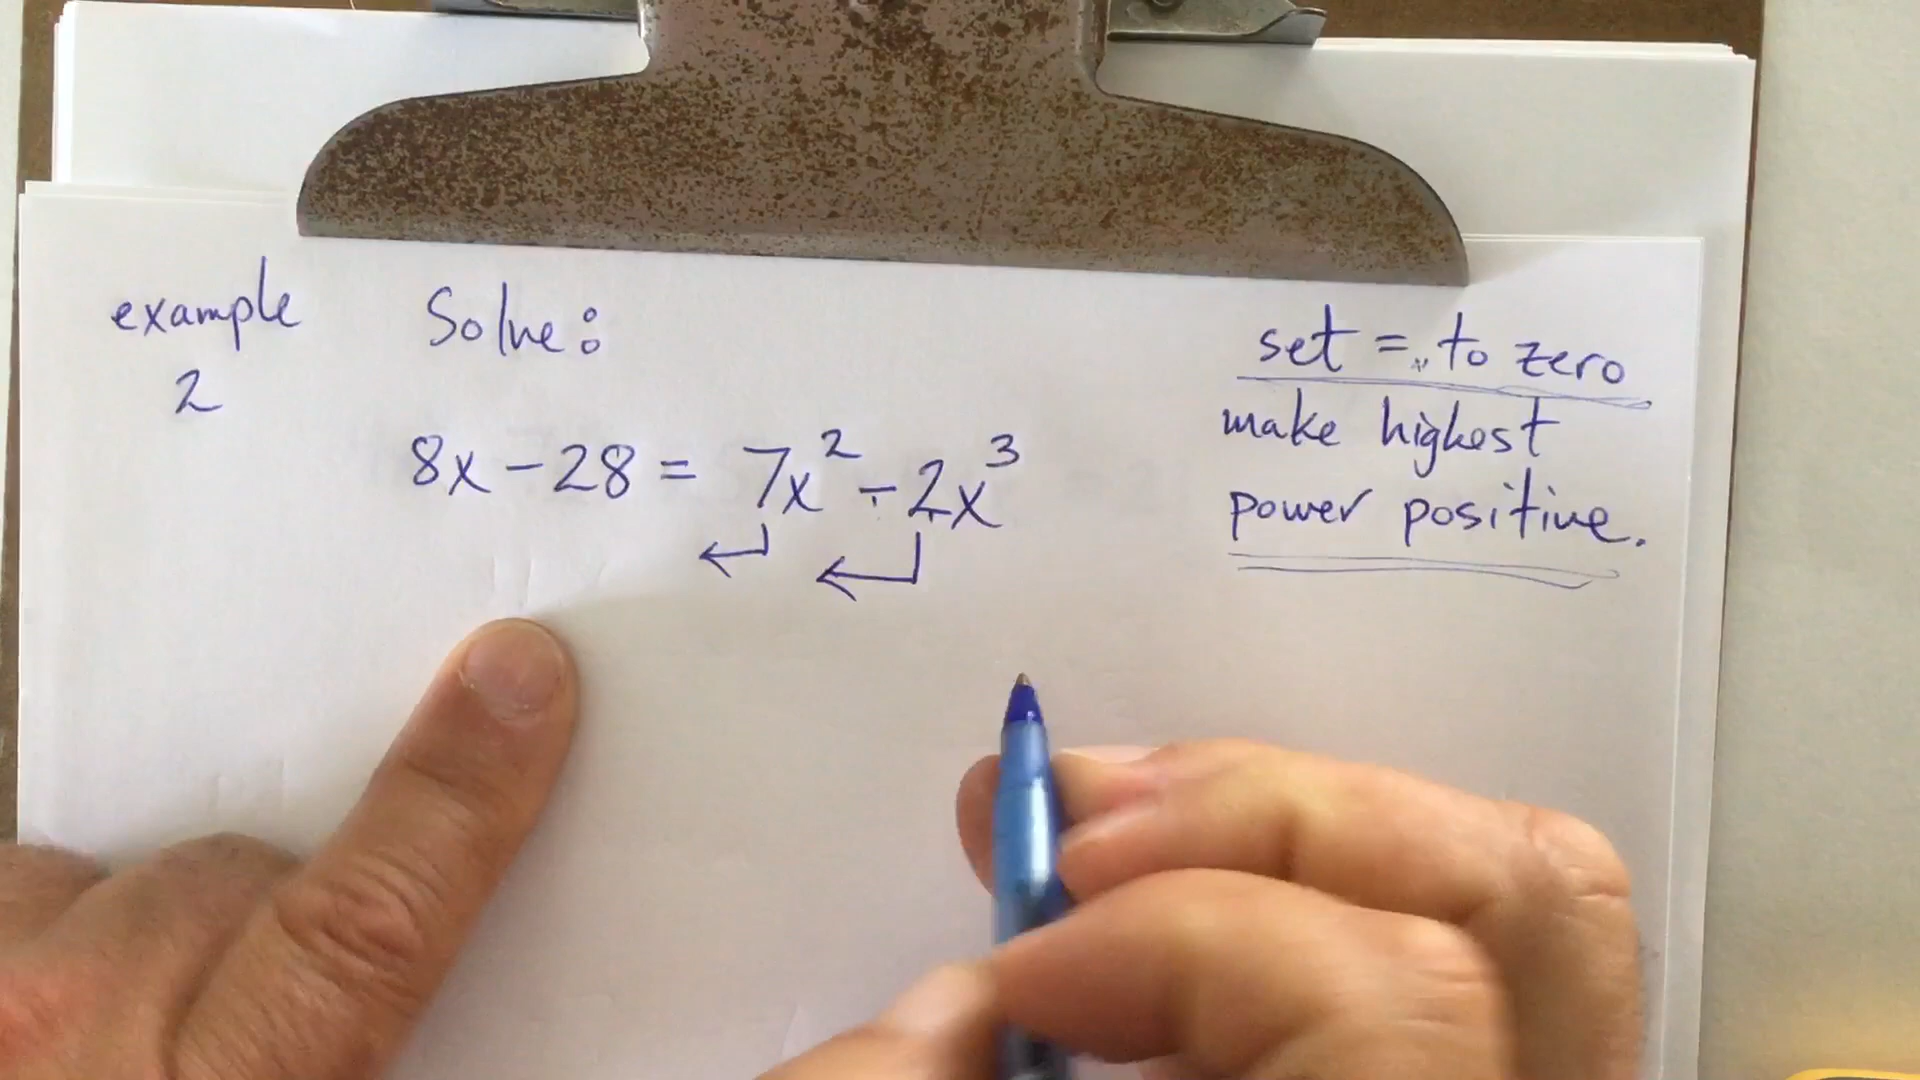 example
2
Solve:
8x - 28 = 7x² - 2x³
set = to zero
make highest
power positive.